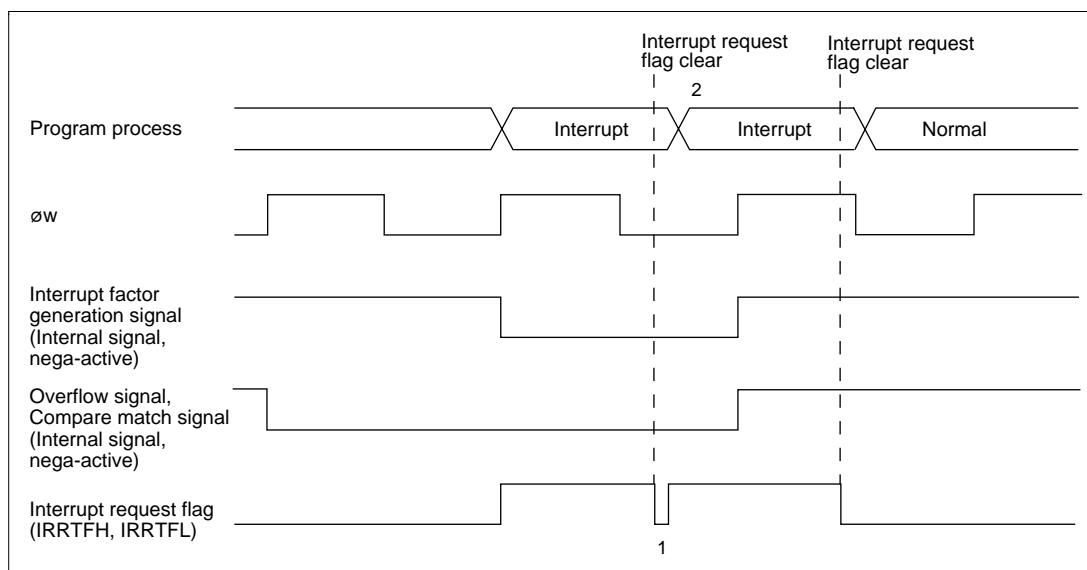 Interrupt request
flag clear
Interrupt request
flag clear
2
Program process
Interrupt
Interrupt
Normal
øw
Interrupt factor
generation signal
(Internal signal,
nega-active)
Overflow signal,
Compare match signal
(Internal signal,
nega-active)
Interrupt request flag
(IRRTFH, IRRTFL)
1